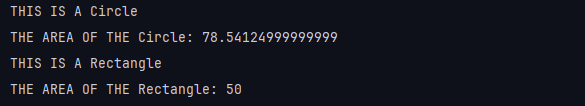 THIS IS A Circle
THE AREA OF THE Circle: 78.54124999999999
THIS IS A Rectangle
THE AREA OF THE Rectangle: 50